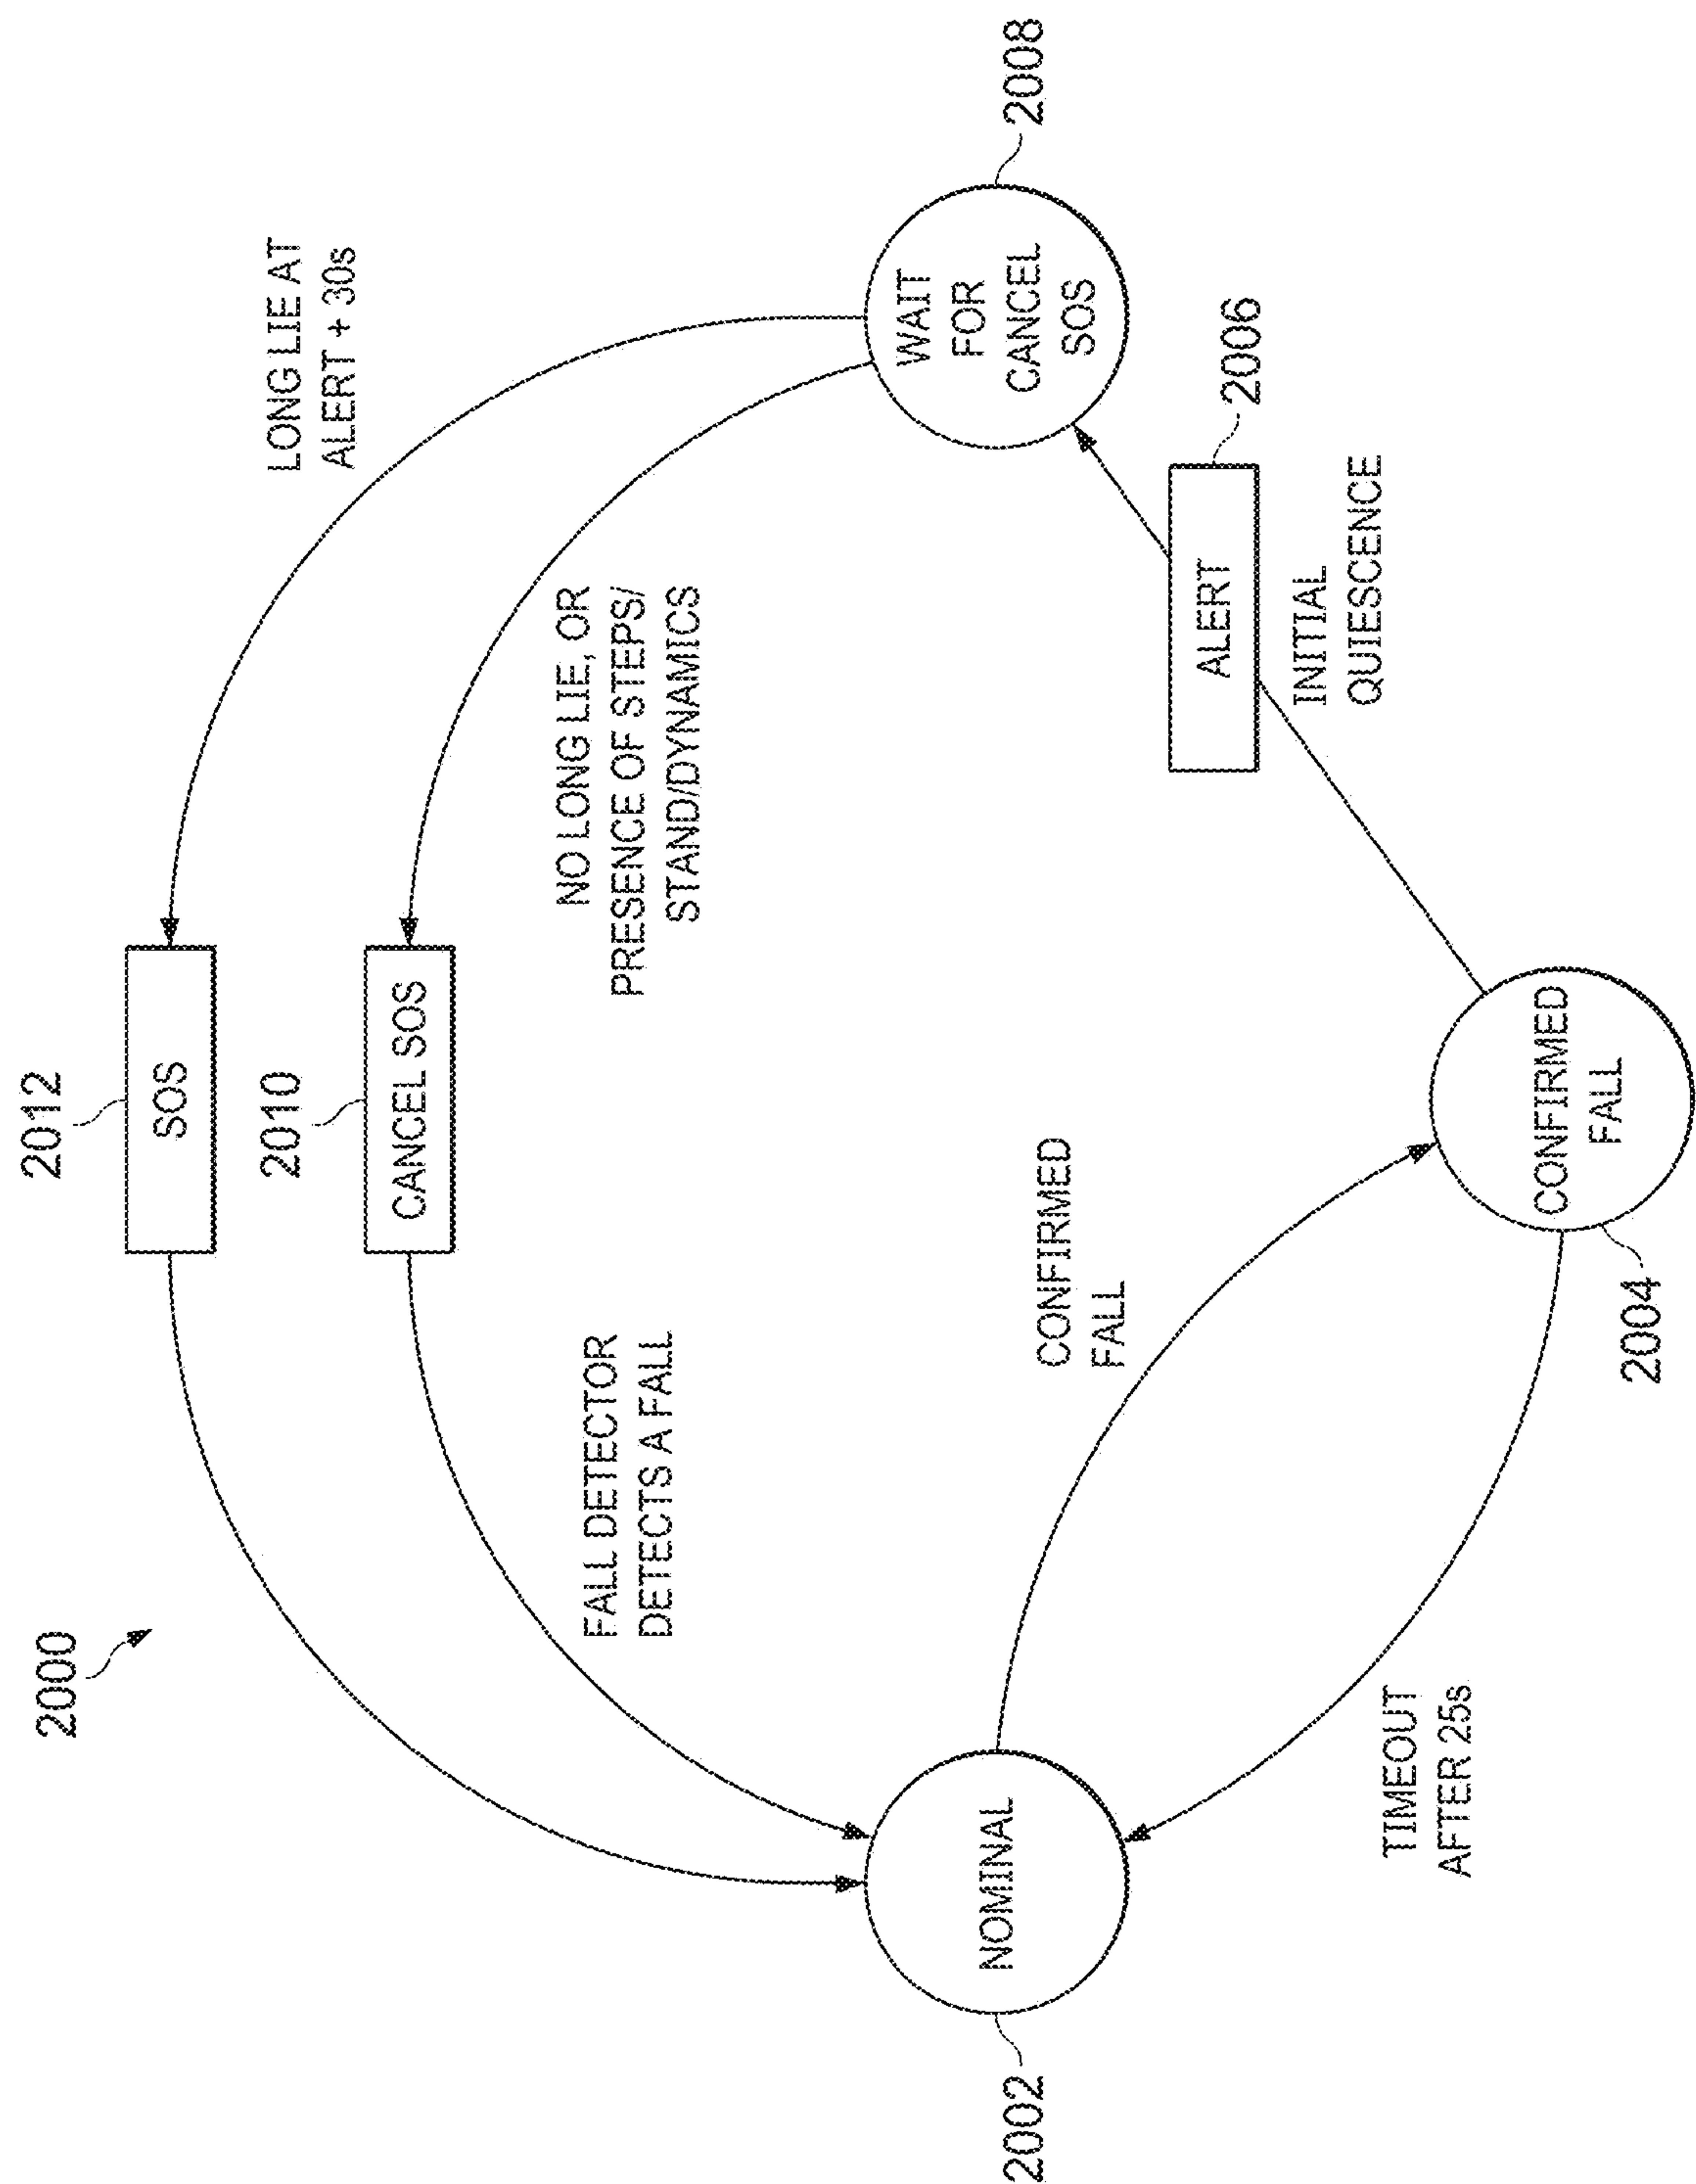 2000
2012
SOS
LONG LIE AT
ALERT + 30s
2010
CANCEL SOS
FALL DETECTOR
DETECTS A FALL
NO LONG LIE, OR
PRESENCE OF STEPS/
STAND/DYNAMICS
2002
NOMINAL
CONFIRMED
FALL
WAIT
FOR
CANCEL
SOS
2008
ALERT
2006
INITIAL
QUIESCENCE
TIMEOUT
AFTER 25s
CONFIRMED
FALL
2004